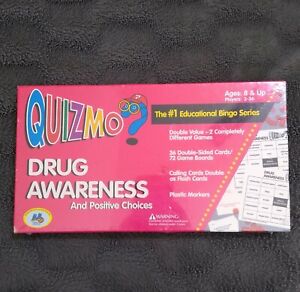 QUIZMO
Ages: 8 & Up
Players: 2-36
The #1 Educational Bingo Series
Double Value - 2 Completely
Different Games
36 Double-Sided Cards/
72 Game Boards
Calling Cards Double
as Flash Cards
Plastic Markers
DRUG
AWARENESS
And Positive Choices
WARNING: